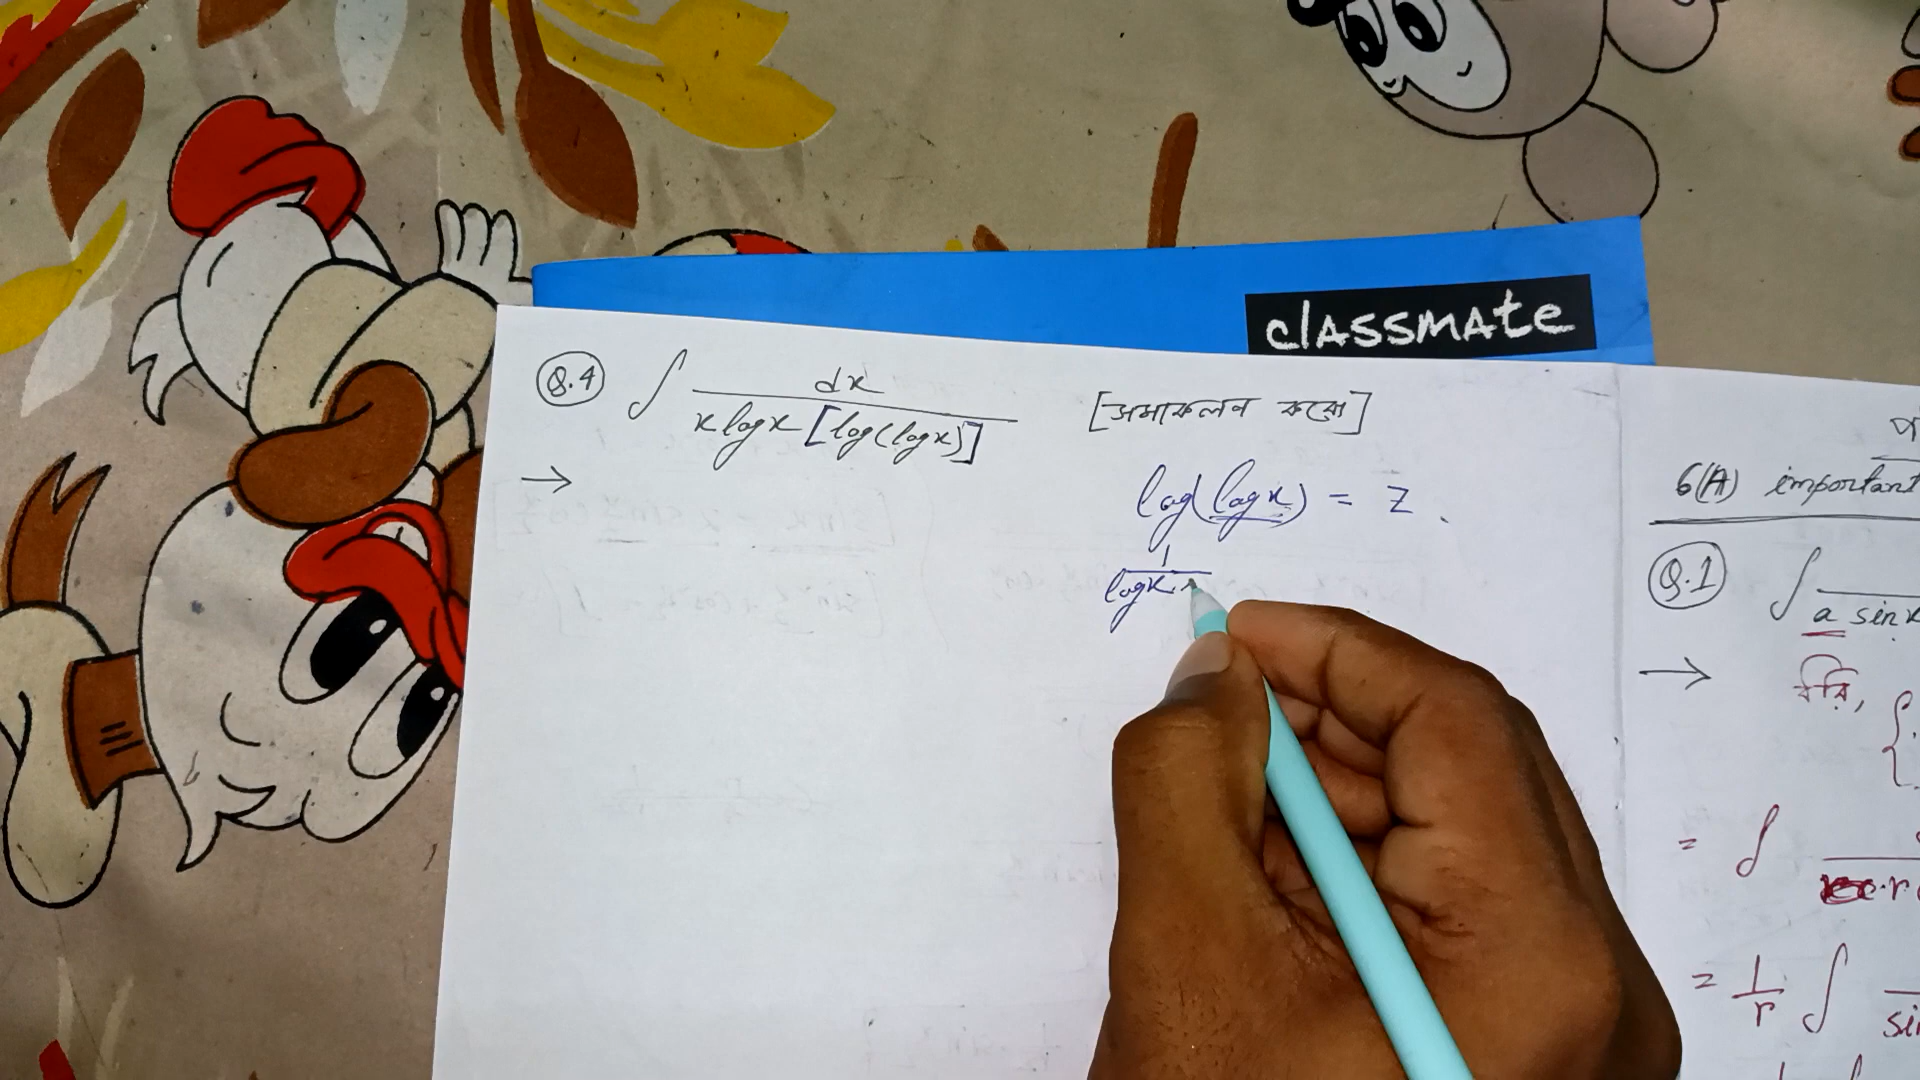 classmate
Q.4 ∫ dx / x log x [log(log x)] [সমাকলন করো]
→
log(log x) = z.
1 / log x . x
6(A) important
Q.1 ∫ / a sin x
→ ধরি, {
= ∫
r
= 1/r ∫ / sin